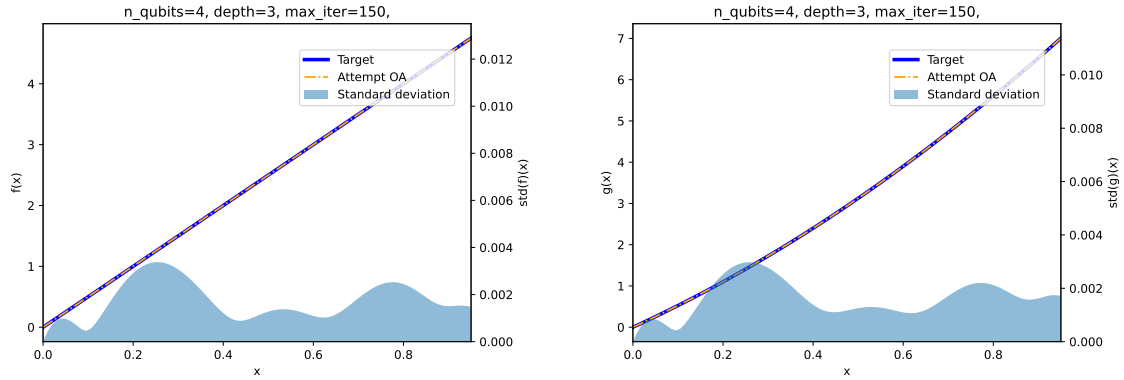 n_qubits=4, depth=3, max_iter=150,
Target
Attempt OA
Standard deviation
f(x)
4
3
2
1
0
0.012
0.010
0.008
0.006
0.004
0.002
0.000
std(f)(x)
0.0 0.2 0.4 0.6 0.8
x
n_qubits=4, depth=3, max_iter=150,
Target
Attempt OA
Standard deviation
g(x)
7
6
5
4
3
2
1
0
0.010
0.008
0.006
0.004
0.002
0.000
std(g)(x)
0.0 0.2 0.4 0.6 0.8
x